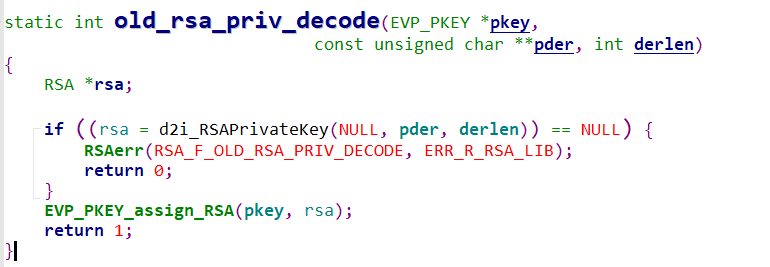 static int old_rsa_priv_decode(EVP_PKEY *pkey,
const unsigned char **pder, int derlen)
{
RSA *rsa;
if ((rsa = d2i_RSAPrivateKey(NULL, pder, derlen)) == NULL) {
RSAerr(RSA_F_OLD_RSA_PRIV_DECODE, ERR_R_RSA_LIB);
return 0;
}
EVP_PKEY_assign_RSA(pkey, rsa);
return 1;
}